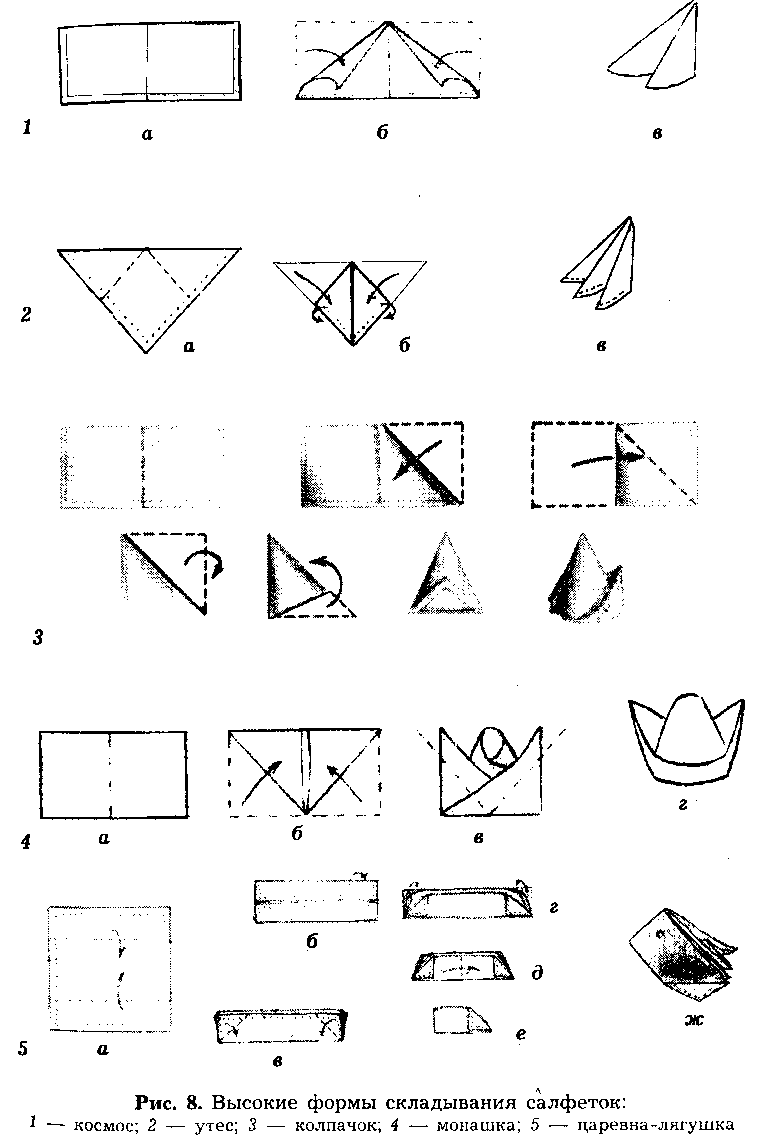 1 а б в
2 а б в
3
4 а б в г
5 а б в г д е ж
Рис. 8. Высокие формы складывания салфеток:
1 — космос; 2 — утес; 3 — колпачок; 4 — монашка; 5 — царевна-лягушка